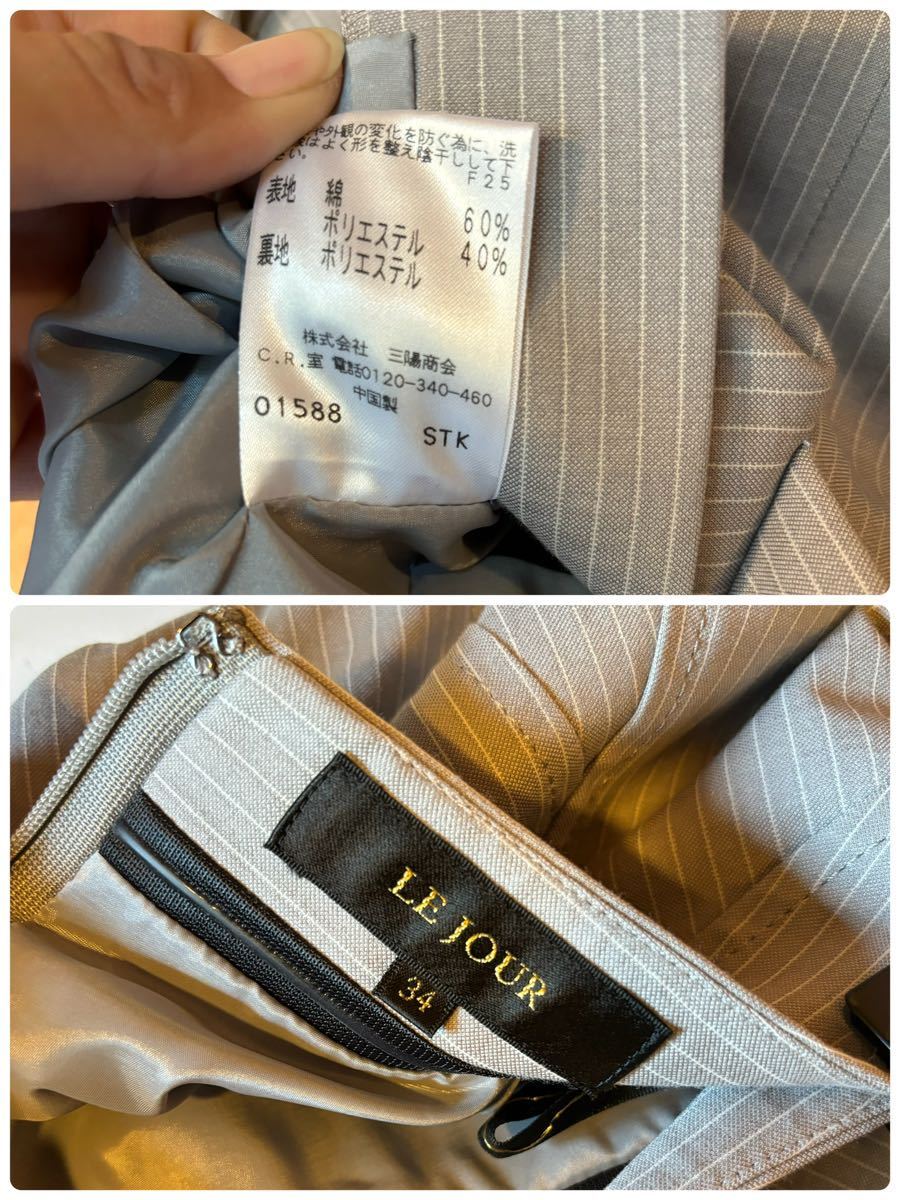 や外観の変化を防ぐ為に、洗
はよく形を整え陰干しして下
い。
F25
表地 綿 60%
ポリエステル 40%
裏地 ポリエステル
株式会社 三陽商会
C.R.室 電話0120-340-460
中国製
01588 STK
LE JOUR
34